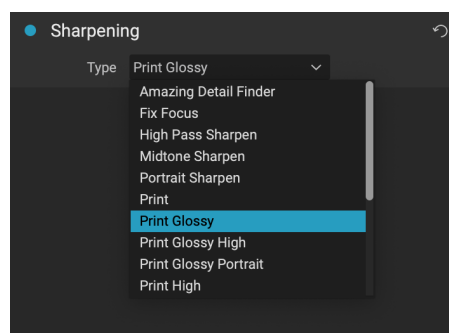 Sharpening
Type Print Glossy
Amazing Detail Finder
Fix Focus
High Pass Sharpen
Midtone Sharpen
Portrait Sharpen
Print
Print Glossy
Print Glossy High
Print Glossy Portrait
Print High